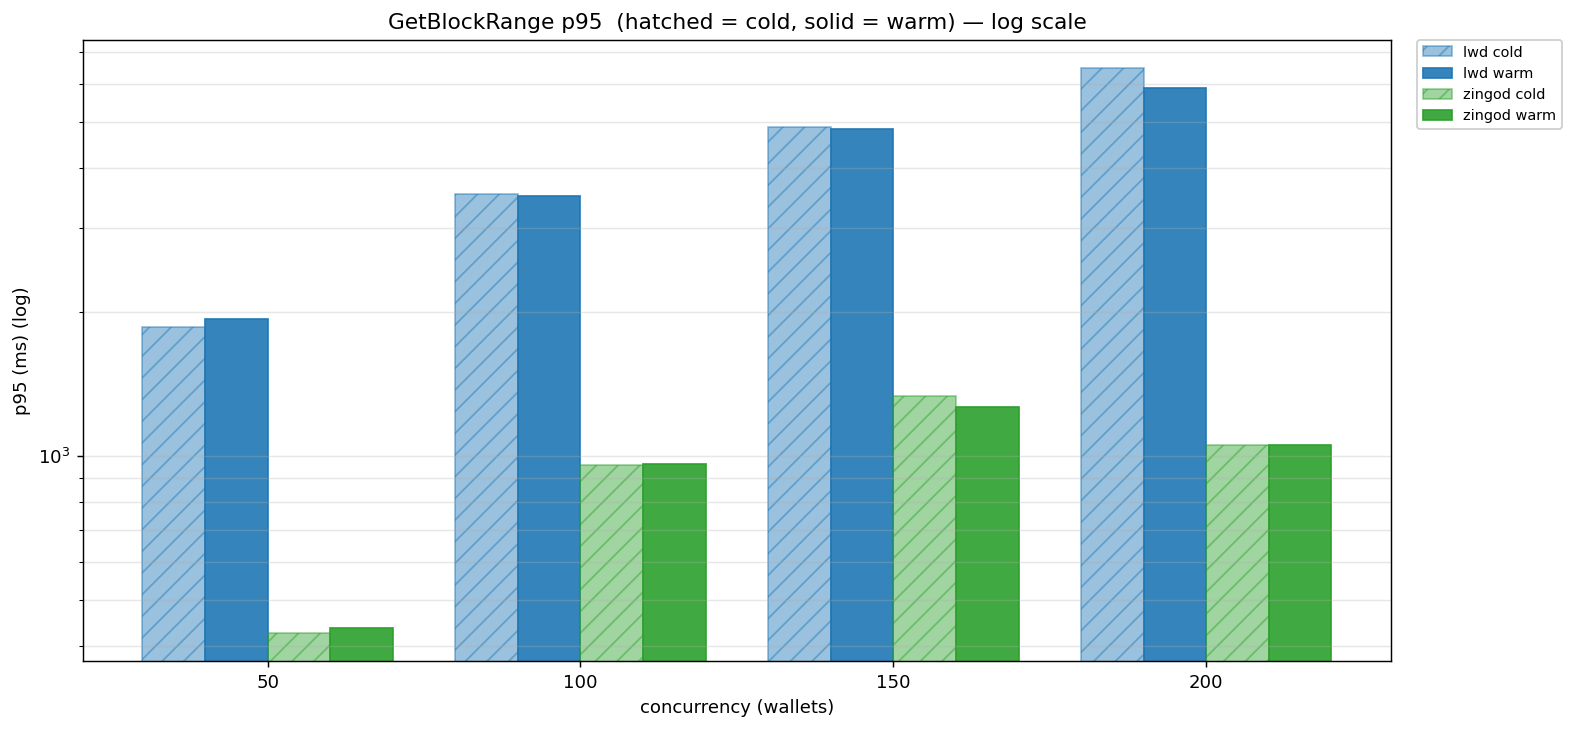 GetBlockRange p95  (hatched = cold, solid = warm) — log scale
lwd cold
lwd warm
zingod cold
zingod warm
p95 (ms) (log)
10³
50
100
150
200
concurrency (wallets)